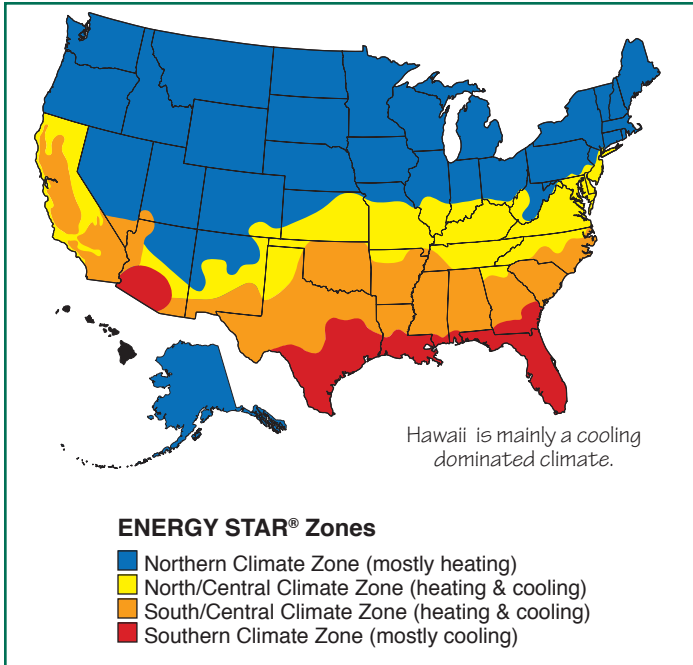 Hawaii is mainly a cooling
dominated climate.
ENERGY STAR® Zones
Northern Climate Zone (mostly heating)
North/Central Climate Zone (heating & cooling)
South/Central Climate Zone (heating & cooling)
Southern Climate Zone (mostly cooling)